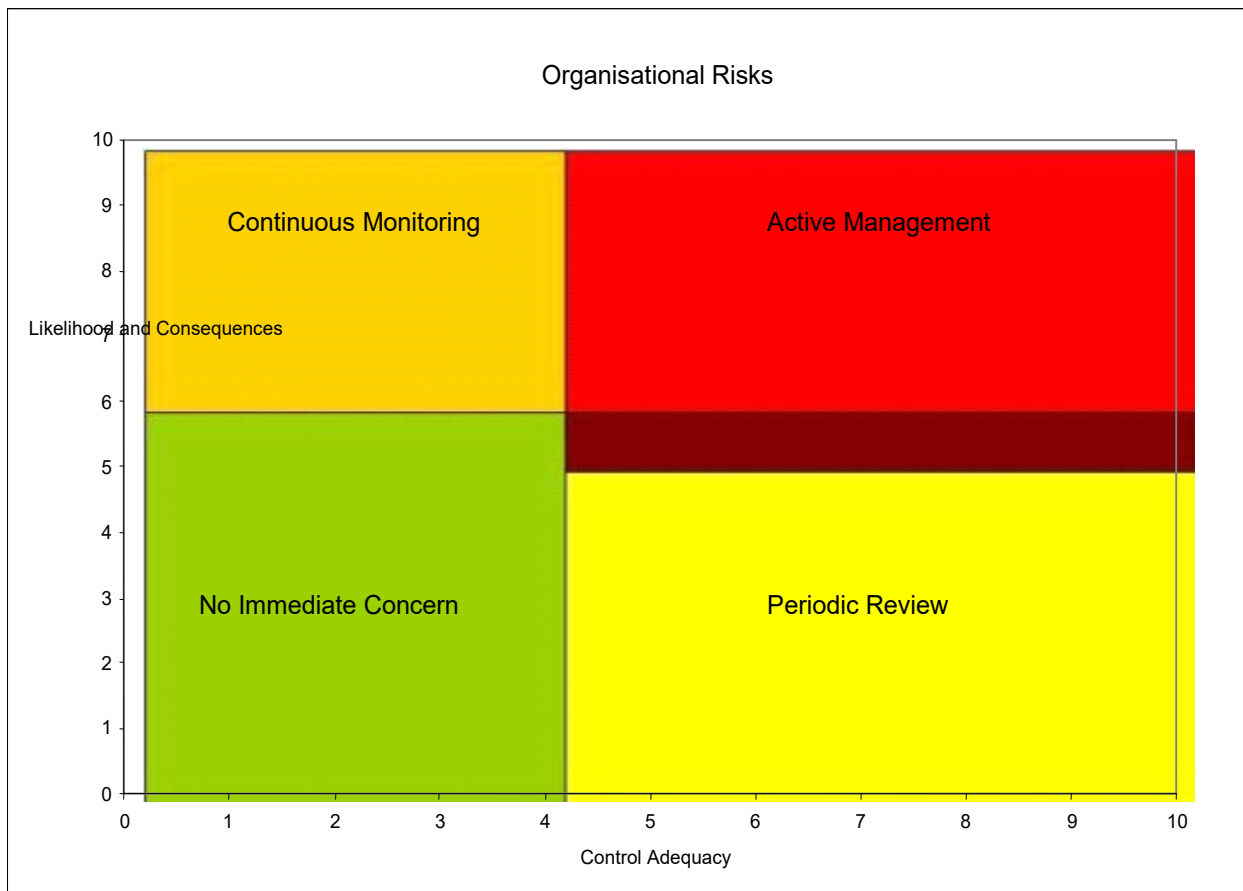 Organisational Risks
10
9
Continuous Monitoring Active Management
8
7
Likelihood and Consequences
6
5
4
3
No Immediate Concern Periodic Review
2
1
0
0 1 2 3 4 5 6 7 8 9 10
Control Adequacy